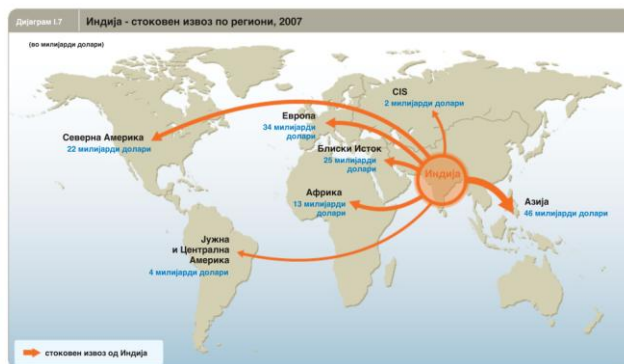 Дијаграм I.7 Индија - стоковен извоз по региони, 2007
(во милијарди долари)
CIS
2 милијарди долари
Европа
34 милијарди
долари
Северна Америка
22 милијарди долари
Блиски Исток
25 милијарди
долари
Индија
Африка
13 милијарди
долари
Азија
46 милијарди долари
Јужна
и Централна
Америка
4 милијарди долари
стоковен извоз од Индија